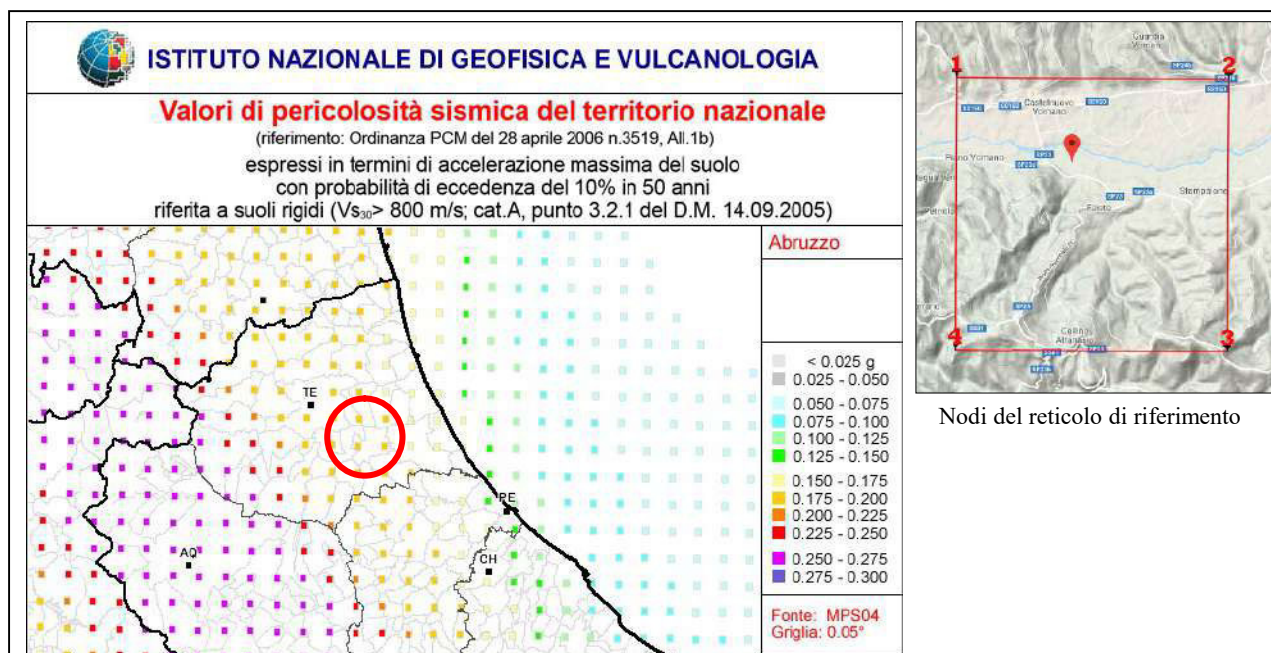 ISTITUTO NAZIONALE DI GEOFISICA E VULCANOLOGIA
Valori di pericolosità sismica del territorio nazionale
(riferimento: Ordinanza PCM del 28 aprile 2006 n.3519, All.1b)
espressi in termini di accelerazione massima del suolo
con probabilità di eccedenza del 10% in 50 anni
riferita a suoli rigidi (Vs30> 800 m/s; cat.A, punto 3.2.1 del D.M. 14.09.2005)
TE
PE
AQ
CH
Abruzzo
< 0.025 g
0.025 - 0.050
0.050 - 0.075
0.075 - 0.100
0.100 - 0.125
0.125 - 0.150
0.150 - 0.175
0.175 - 0.200
0.200 - 0.225
0.225 - 0.250
0.250 - 0.275
0.275 - 0.300
Fonte: MPS04
Griglia: 0.05°
1
2
Castelnuovo
Vomano
Piano Vomano
Stampalone
4
3
Cellino
Attanasio
Nodi del reticolo di riferimento